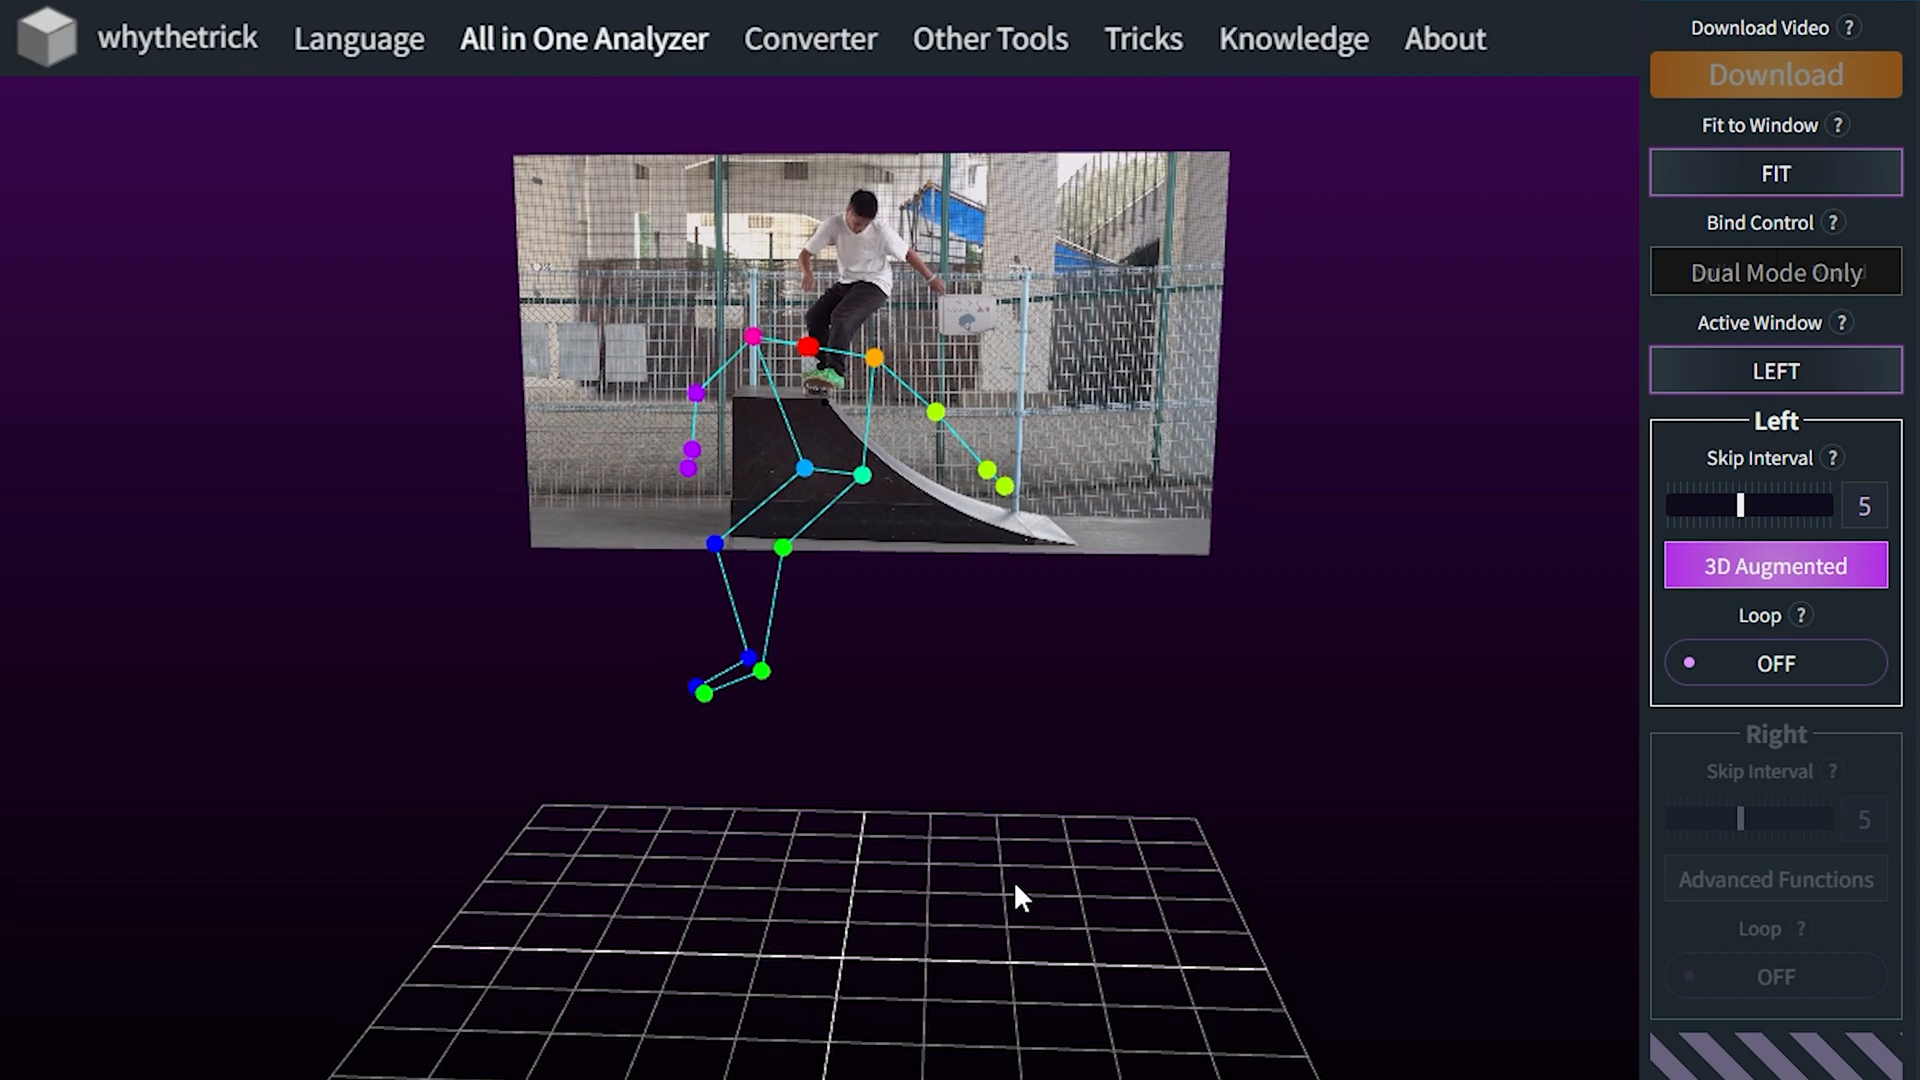 whythetrick Language All in One Analyzer Converter Other Tools Tricks Knowledge About
Download Video ?
Download
Fit to Window ?
FIT
Bind Control ?
Dual Mode Only
Active Window ?
LEFT
Left
Skip Interval ?
5
3D Augmented
Loop ?
OFF
Right
Skip Interval ?
5
Advanced Functions
Loop ?
OFF